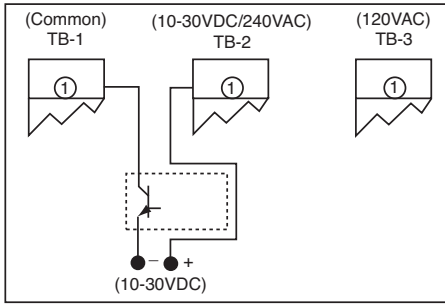 (Common) (10-30VDC/240VAC) (120VAC)
TB-1 TB-2 TB-3
1 1 1
− +
(10-30VDC)